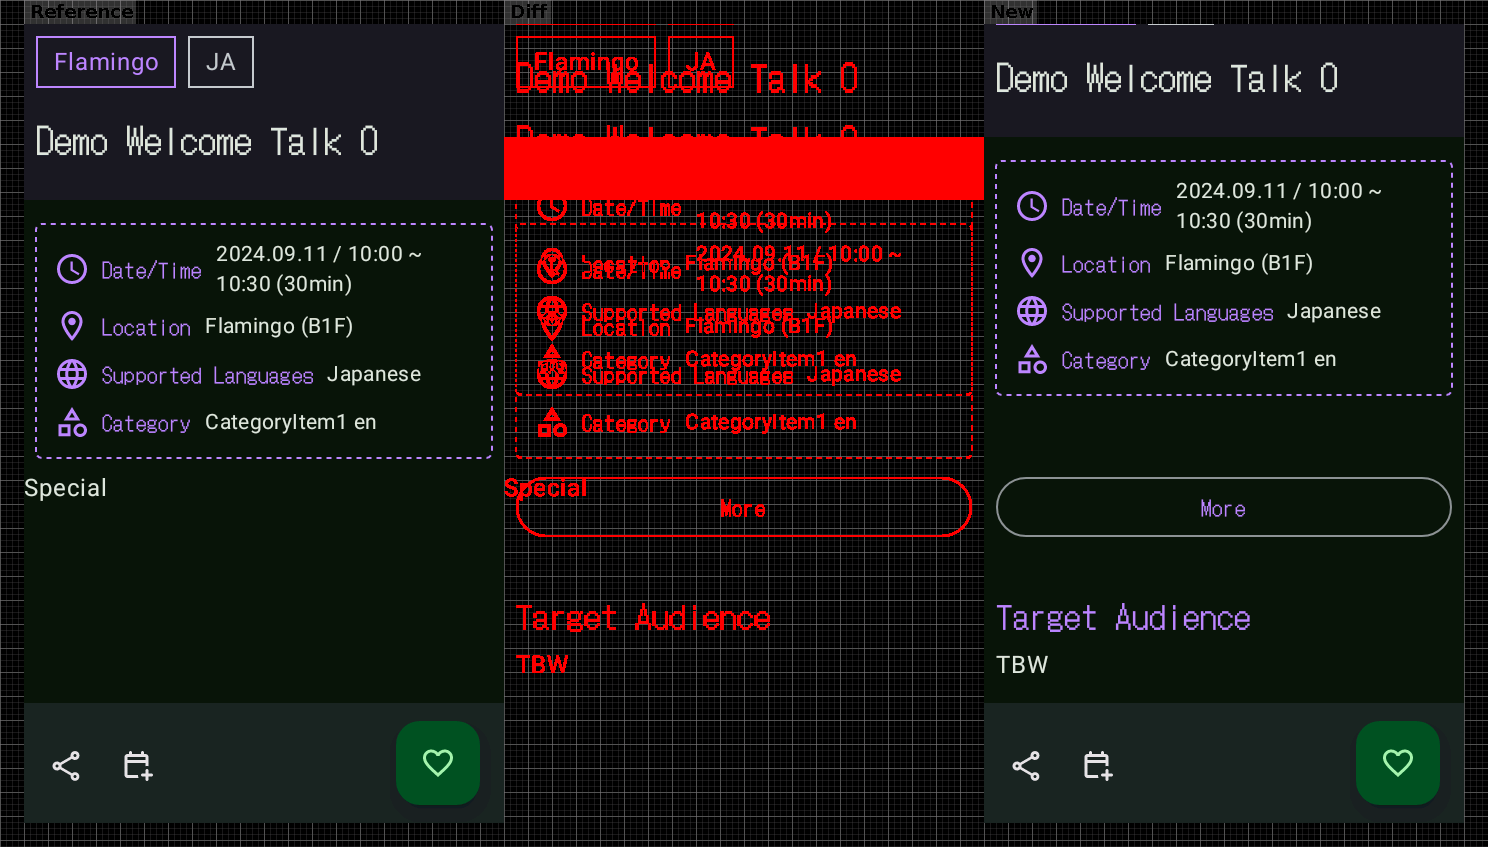 Reference
Flamingo
JA
Demo Welcome Talk 0
Date/Time
2024.09.11 / 10:00 ~
10:30 (30min)
Location
Flamingo (B1F)
Supported Languages
Japanese
Category
CategoryItem1 en
Special
Diff
Flamingo
JA
Demo Welcome Talk 0
Demo Welcome Talk 0
Date/Time
10:30 (30min)
Location
Flamingo (B1F)
2024.09.11 / 10:00 ~
Date/Time
10:30 (30min)
Supported Languages
Japanese
Location
Flamingo (B1F)
Category
CategoryItem1 en
Supported Languages
Japanese
Category
CategoryItem1 en
Special
More
Target Audience
TBW
New
Demo Welcome Talk 0
Date/Time
2024.09.11 / 10:00 ~
10:30 (30min)
Location
Flamingo (B1F)
Supported Languages
Japanese
Category
CategoryItem1 en
More
Target Audience
TBW